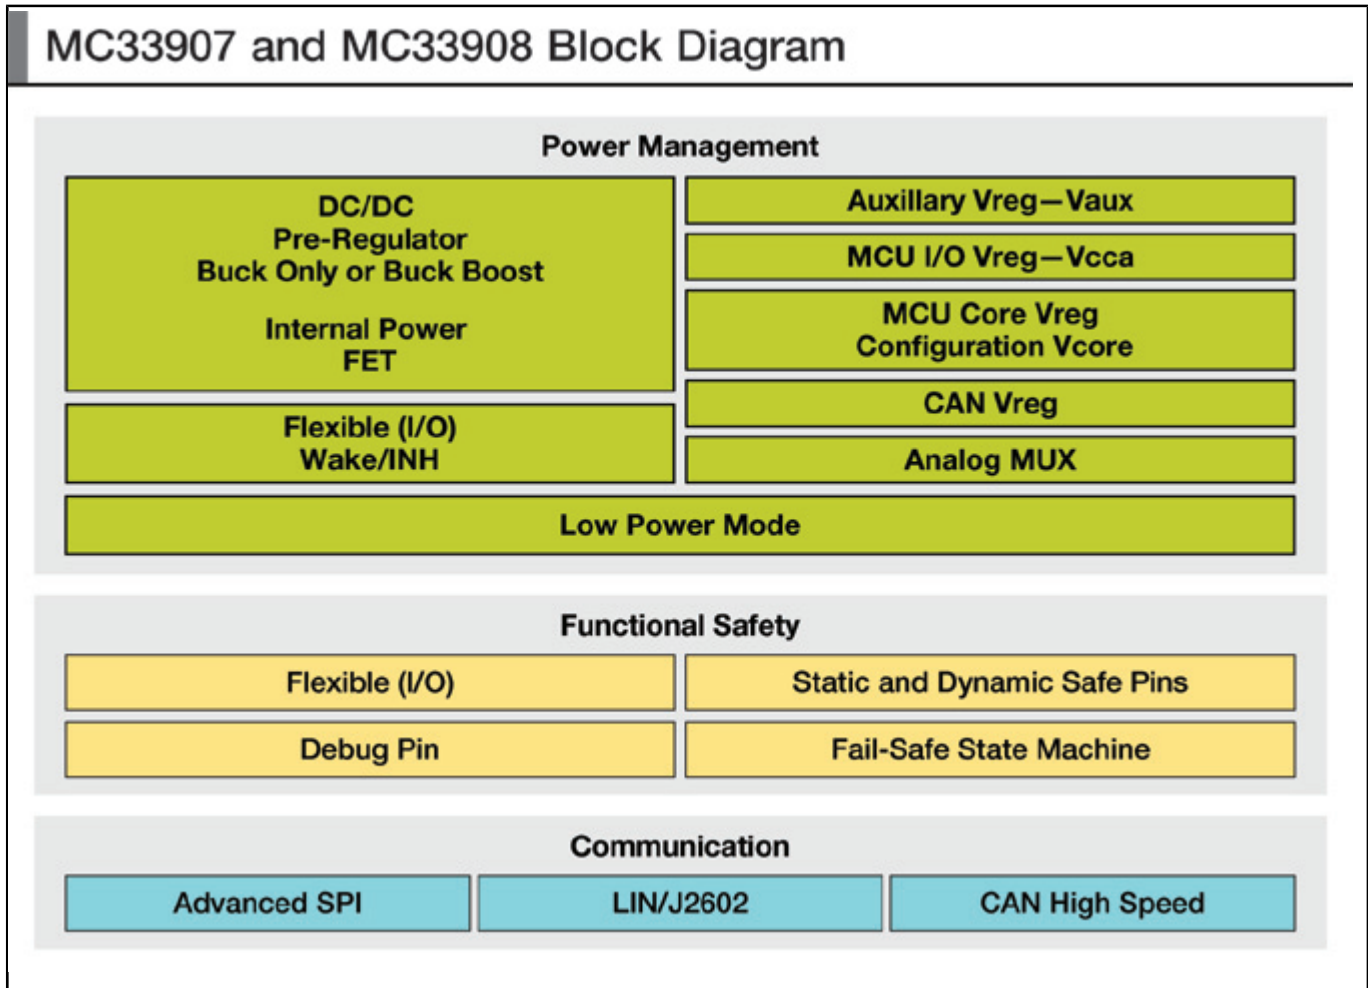 MC33907 and MC33908 Block Diagram
Power Management
DC/DC
Pre-Regulator
Buck Only or Buck Boost
Internal Power
FET
Flexible (I/O)
Wake/INH
Auxillary Vreg—Vaux
MCU I/O Vreg—Vcca
MCU Core Vreg
Configuration Vcore
CAN Vreg
Analog MUX
Low Power Mode
Functional Safety
Flexible (I/O)
Static and Dynamic Safe Pins
Debug Pin
Fail-Safe State Machine
Communication
Advanced SPI
LIN/J2602
CAN High Speed